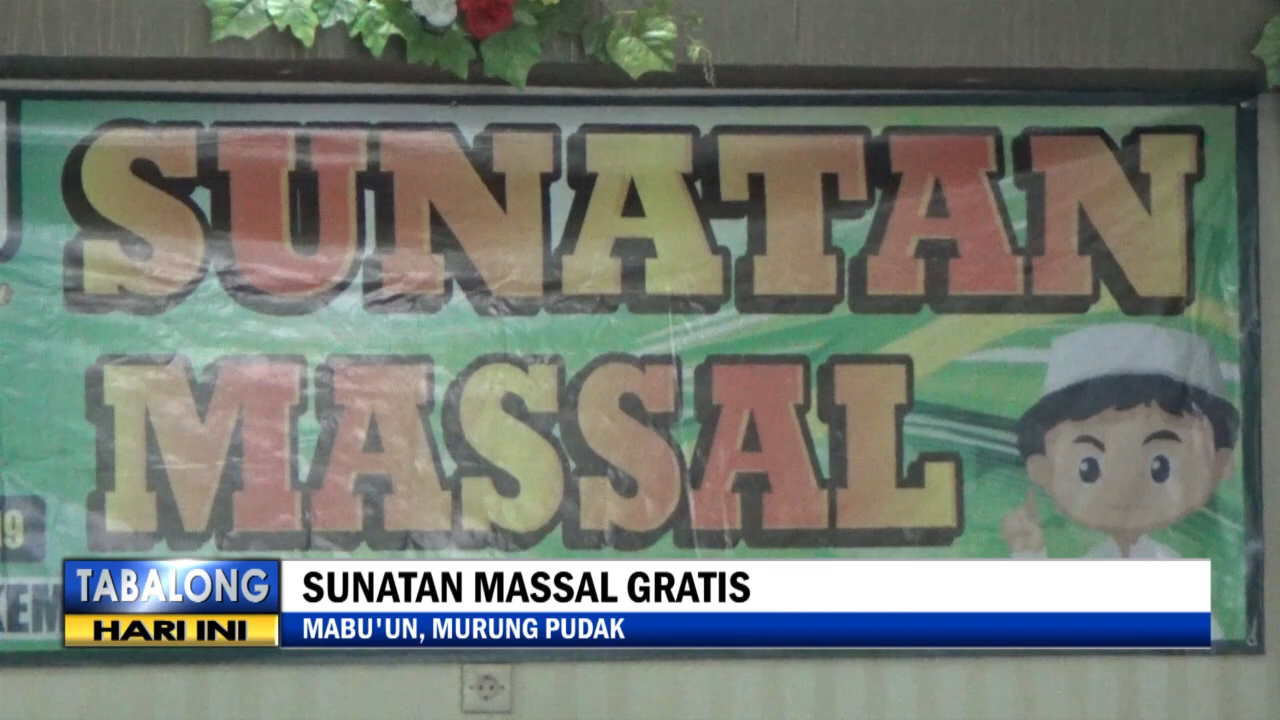 SUNATAN
MASSAL
TABALONG
HARI INI
SUNATAN MASSAL GRATIS
MABU'UN, MURUNG PUDAK